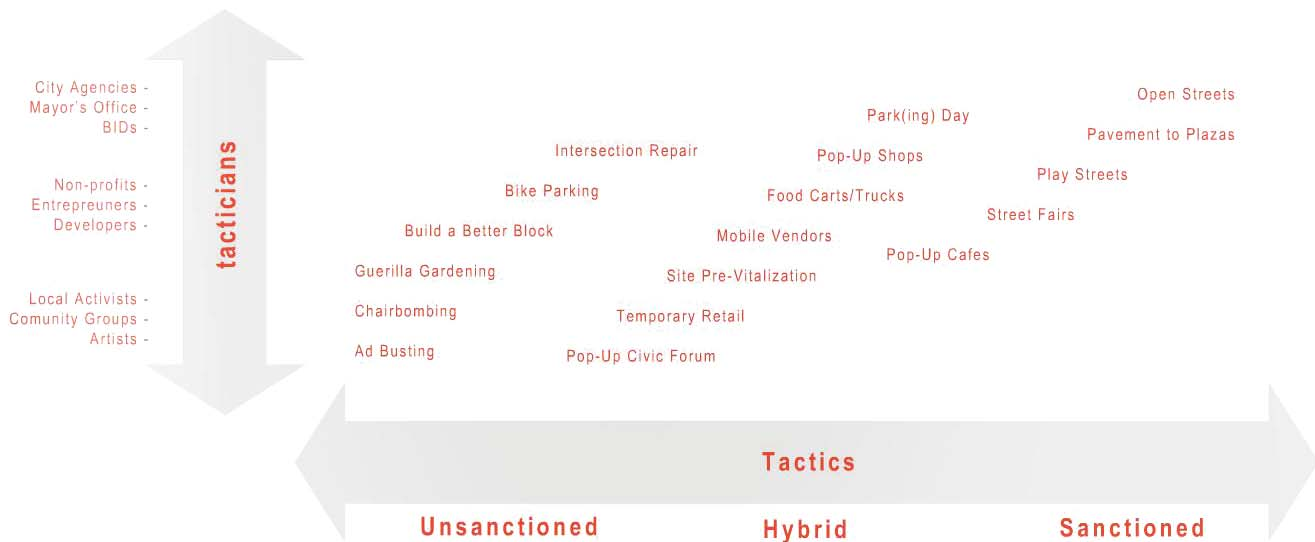 City Agencies -
Mayor's Office -
BIDs -
Non-profits -
Entrepreuners -
Developers -
Local Activists -
Comunity Groups -
Artists -
tacticians
Open Streets
Park(ing) Day
Pavement to Plazas
Intersection Repair
Pop-Up Shops
Play Streets
Bike Parking
Food Carts/Trucks
Street Fairs
Build a Better Block
Mobile Vendors
Pop-Up Cafes
Guerilla Gardening
Site Pre-Vitalization
Chairbombing
Temporary Retail
Ad Busting
Pop-Up Civic Forum
Tactics
Unsanctioned
Hybrid
Sanctioned